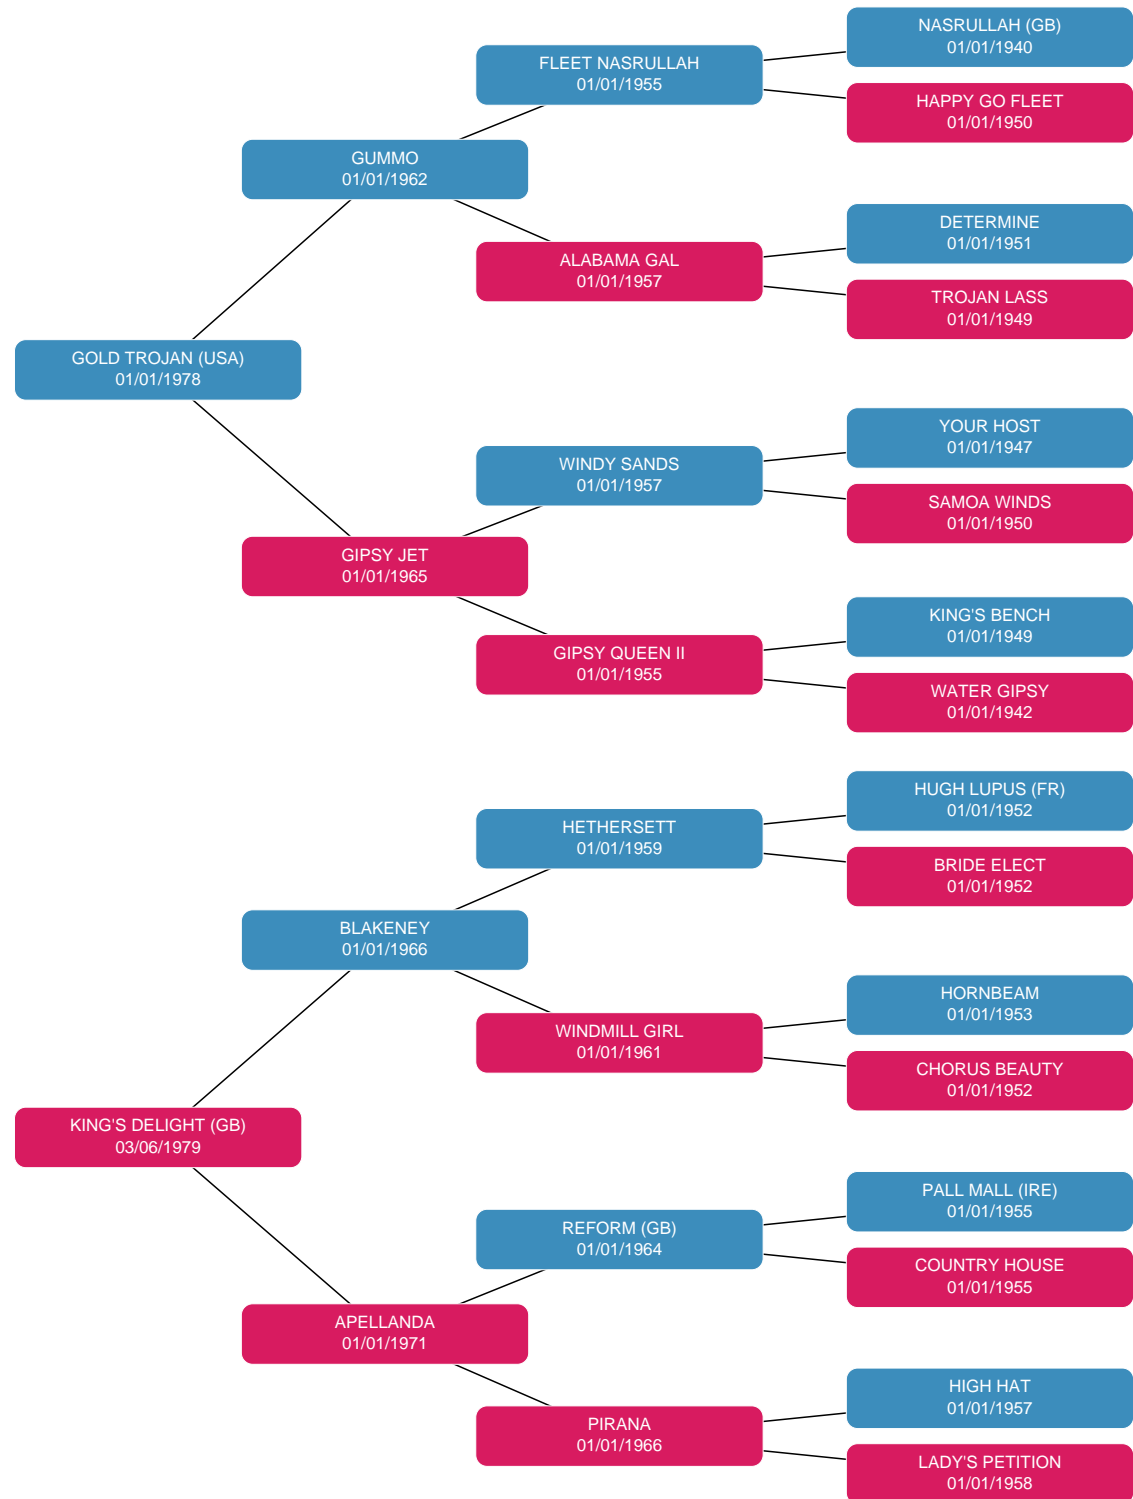 NASRULLAH (GB)
01/01/1940
FLEET NASRULLAH
01/01/1955
HAPPY GO FLEET
01/01/1950
GUMMO
01/01/1962
DETERMINE
01/01/1951
ALABAMA GAL
01/01/1957
TROJAN LASS
01/01/1949
GOLD TROJAN (USA)
01/01/1978
YOUR HOST
01/01/1947
WINDY SANDS
01/01/1957
SAMOA WINDS
01/01/1950
GIPSY JET
01/01/1965
KING'S BENCH
01/01/1949
GIPSY QUEEN II
01/01/1955
WATER GIPSY
01/01/1942
HUGH LUPUS (FR)
01/01/1952
HETHERSETT
01/01/1959
BRIDE ELECT
01/01/1952
BLAKENEY
01/01/1966
HORNBEAM
01/01/1953
WINDMILL GIRL
01/01/1961
CHORUS BEAUTY
01/01/1952
KING'S DELIGHT (GB)
03/06/1979
PALL MALL (IRE)
01/01/1955
REFORM (GB)
01/01/1964
COUNTRY HOUSE
01/01/1955
APELLANDA
01/01/1971
HIGH HAT
01/01/1957
PIRANA
01/01/1966
LADY'S PETITION
01/01/1958